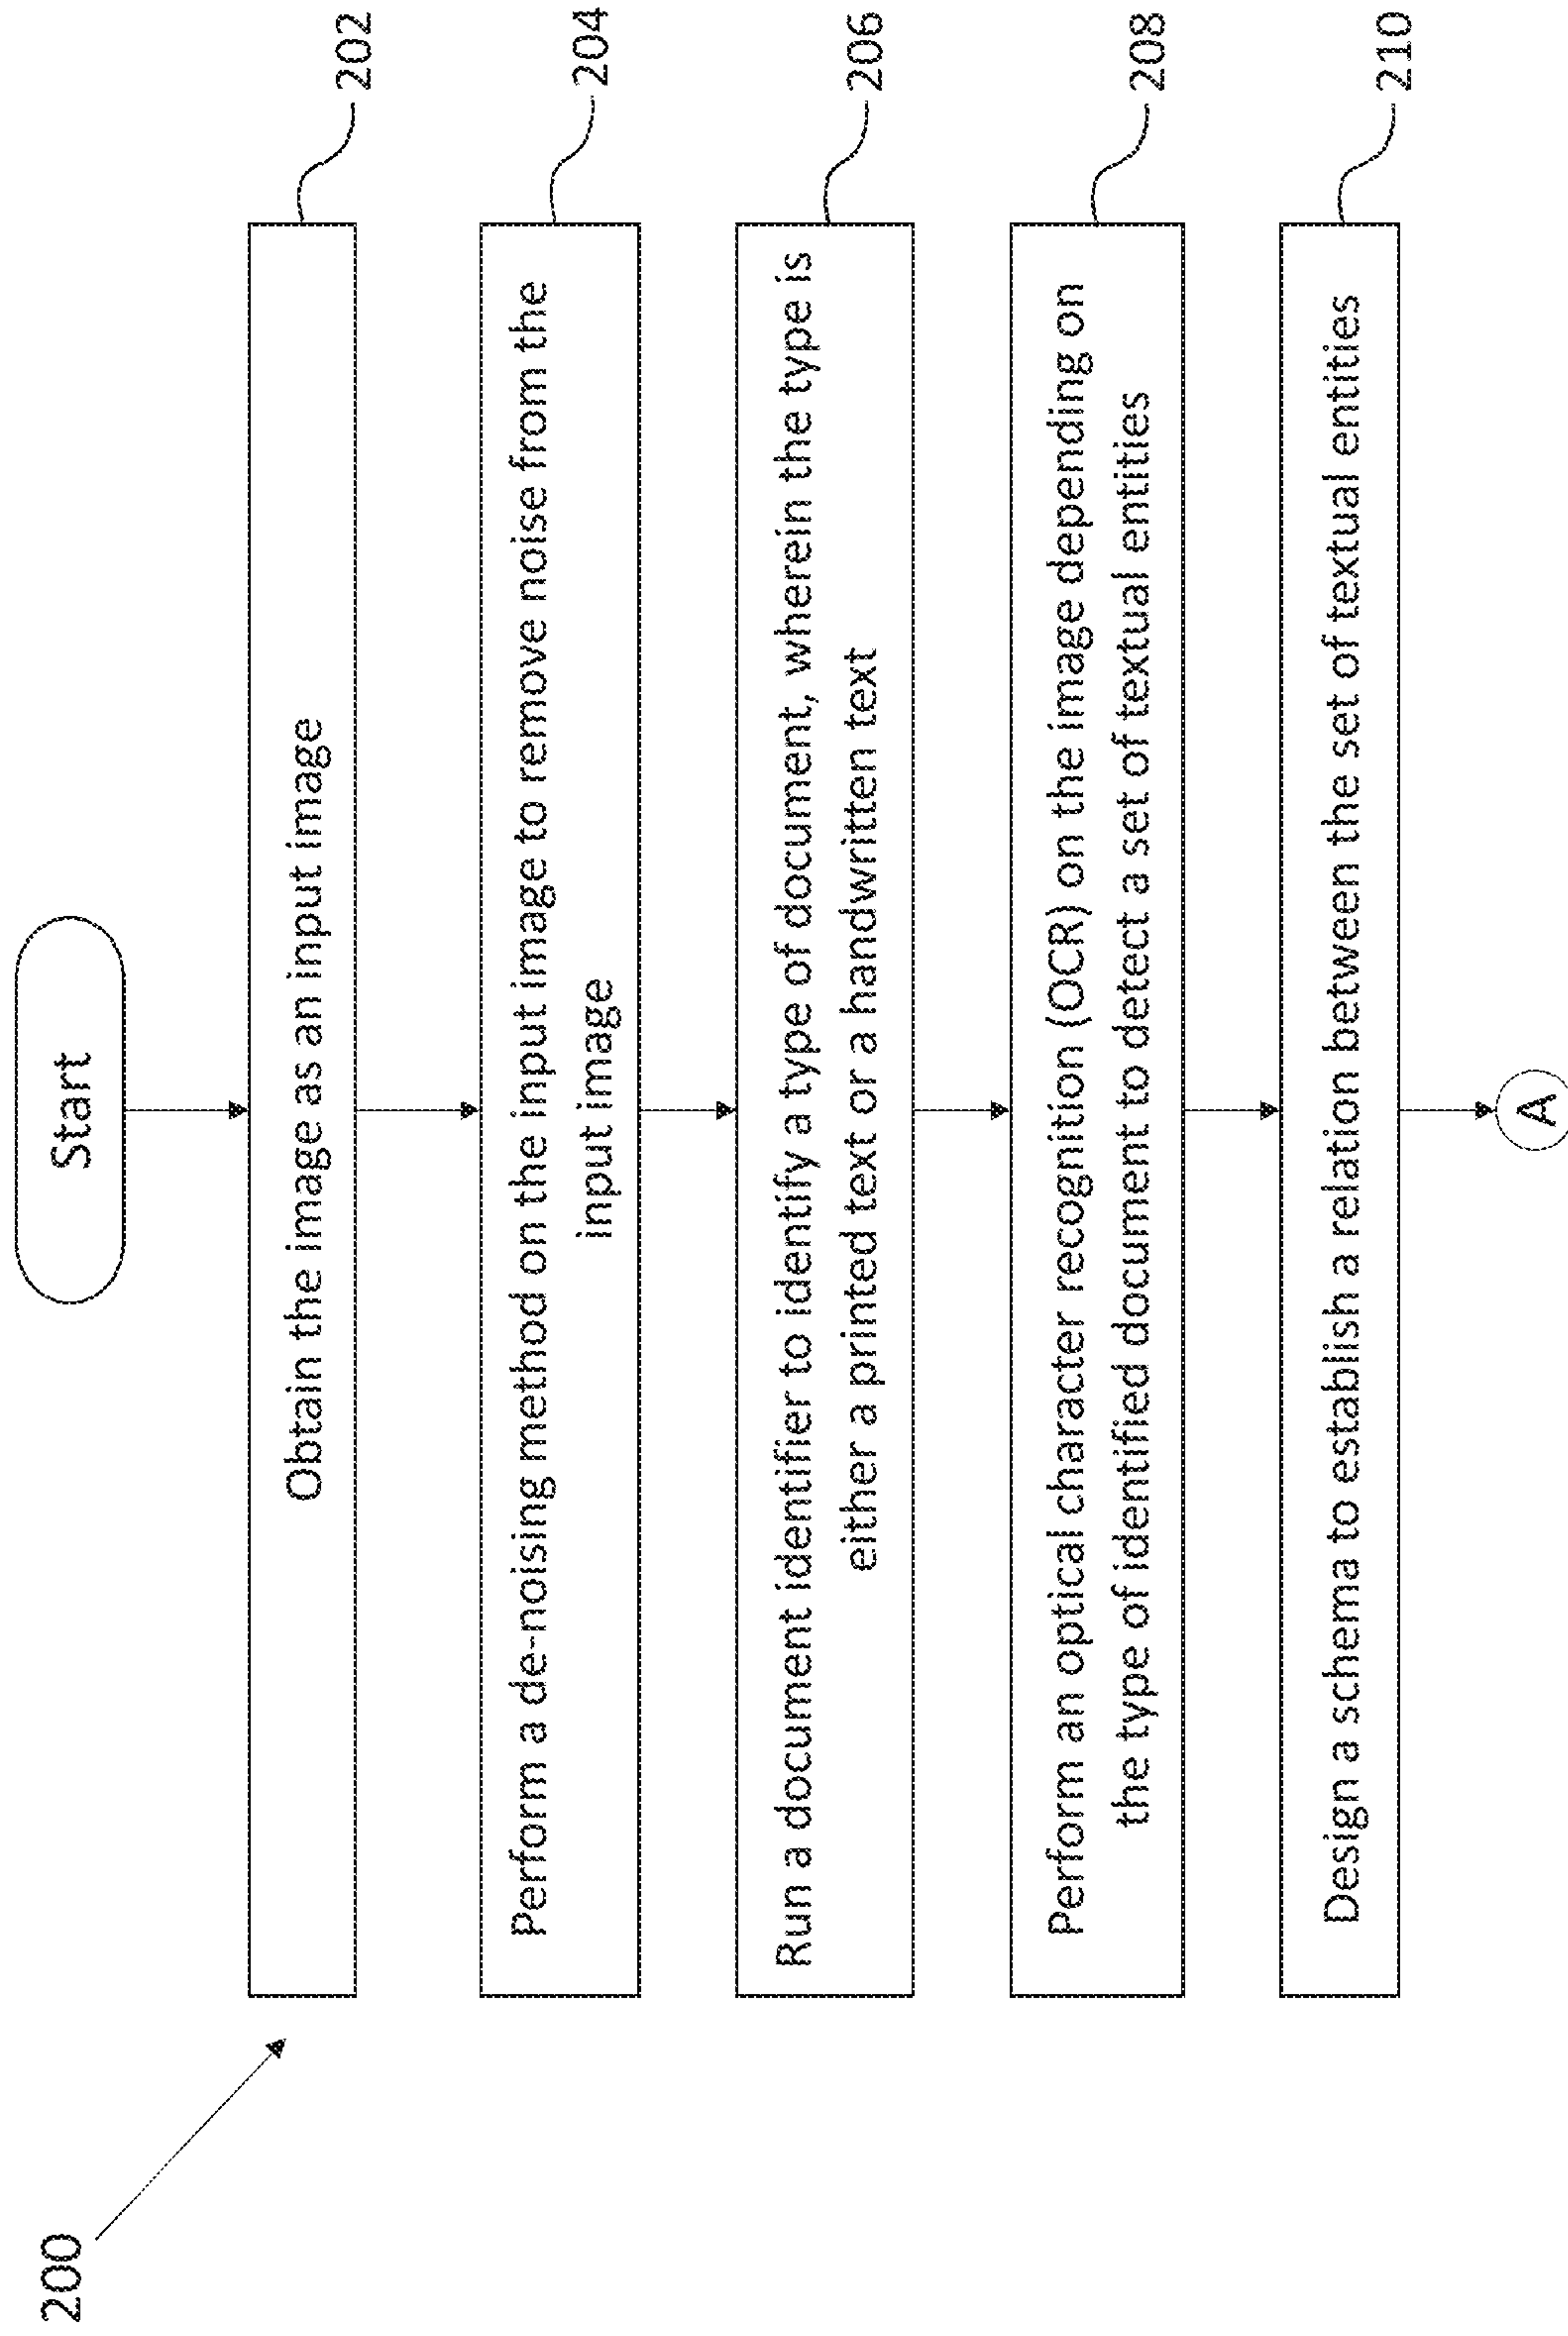 200
Start
Obtain the image as an input image
202
Perform a de-noising method on the input image to remove noise from the
input image
204
Run a document identifier to identify a type of document, wherein the type is
either a printed text or a handwritten text
206
Perform an optical character recognition (OCR) on the image depending on
the type of identified document to detect a set of textual entities
208
Design a schema to establish a relation between the set of textual entities
210
A